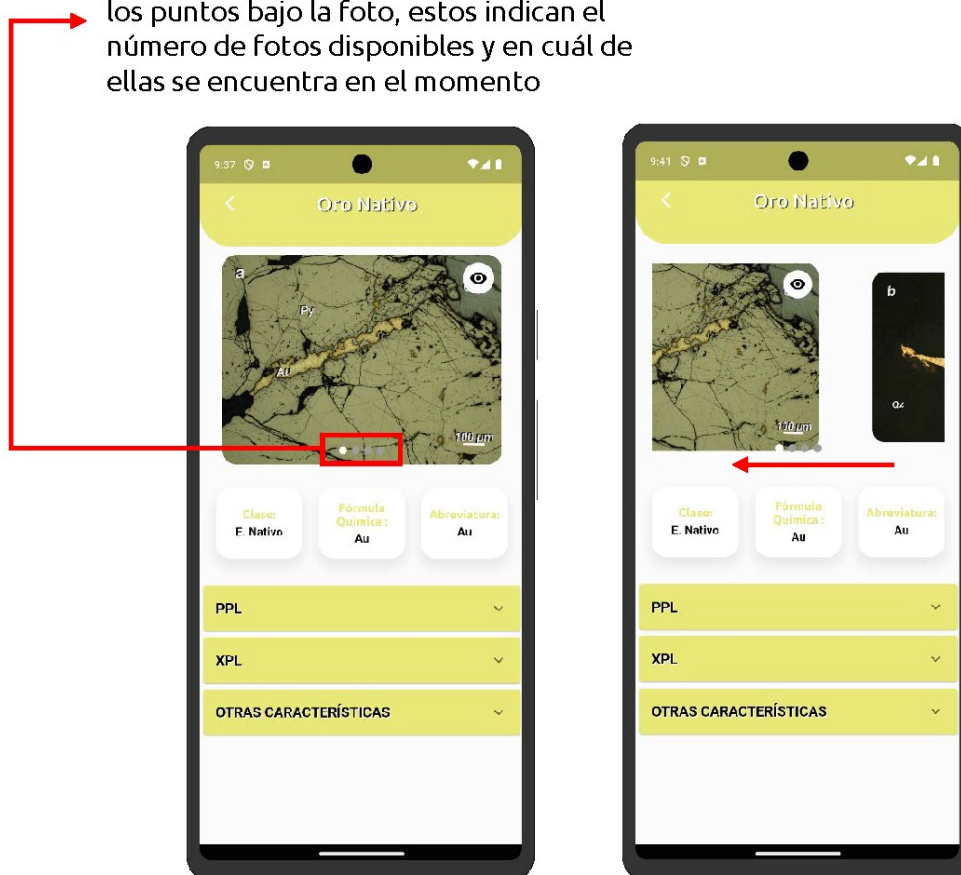 los puntos bajo la foto, estos indican el
número de fotos disponibles y en cuál de
ellas se encuentra en el momento
9:37
Oro Nativo
a
Py
Au
100 µm
Clase:
E. Nativo
Fórmula
Química :
Au
Abreviatura:
Au
PPL
XPL
OTRAS CARACTERÍSTICAS
9:41
Oro Nativo
100 µm
b
Qz
Clase:
E. Nativo
Fórmula
Química :
Au
Abreviatura:
Au
PPL
XPL
OTRAS CARACTERÍSTICAS